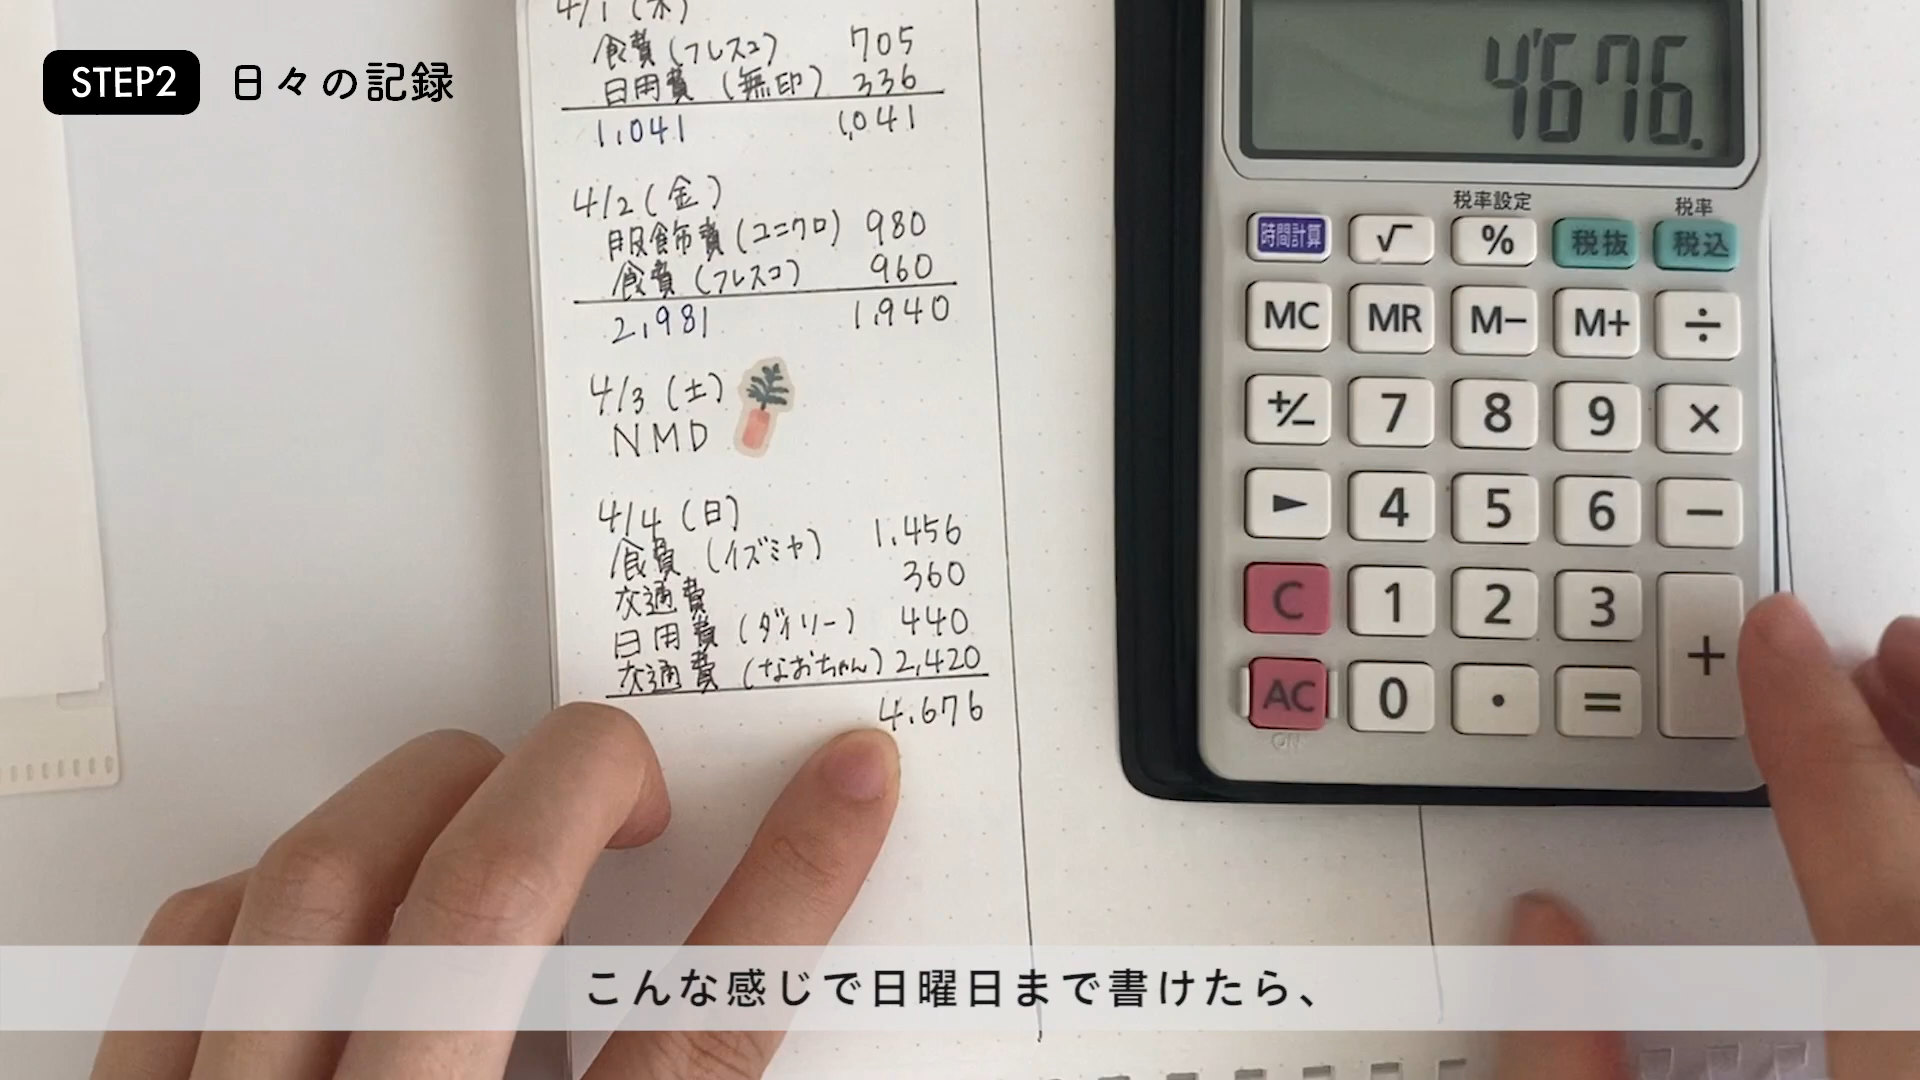 STEP2 日々の記録
4/1 (木)
食費(フレスコ) 705
日用費(無印) 336
1,041 1,041
4/2(金)
服飾費(ユニクロ) 980
食費(フレスコ) 960
2,981 1,940
4/3(土)
NMD
4/4(日)
食費(イズミヤ) 1,456
交通費 360
日用費(ダイソー) 440
交通費(なおちゃん) 2,420
4,676
4'676.
税率設定 税率
時間計算 √ % 税抜 税込
MC MR M− M+ ÷
+/− 7 8 9 ×
► 4 5 6 −
C 1 2 3
AC 0 · = +
ON
こんな感じで日曜日まで書けたら、